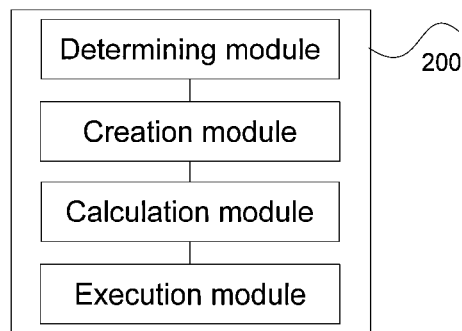 Determining module
200
Creation module
Calculation module
Execution module